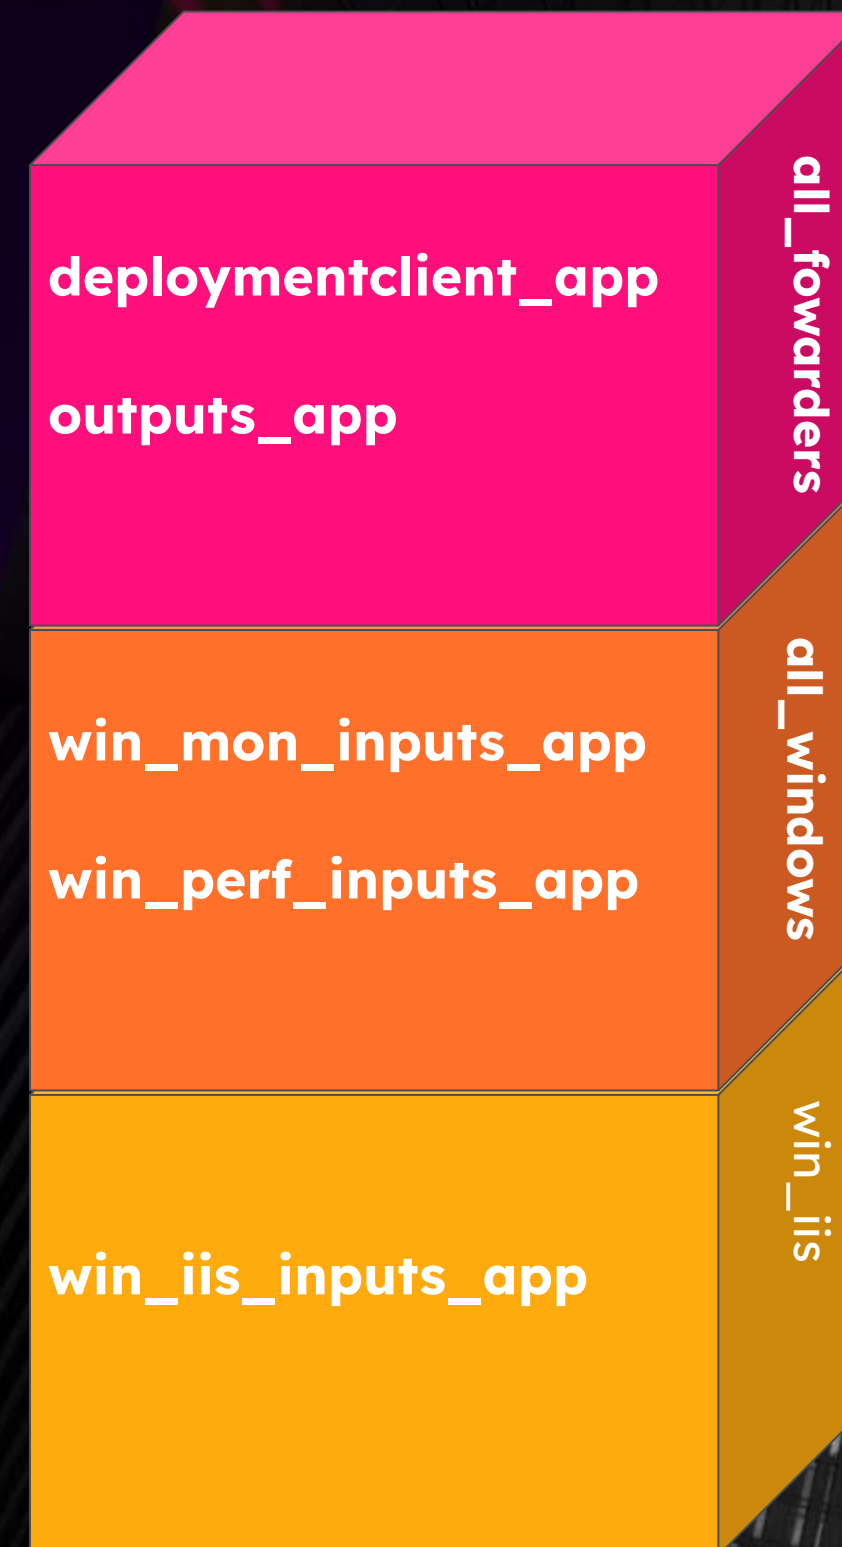 deploymentclient_app
outputs_app
all_fowarders
win_mon_inputs_app
win_perf_inputs_app
all_windows
win_iis_inputs_app
win_iis